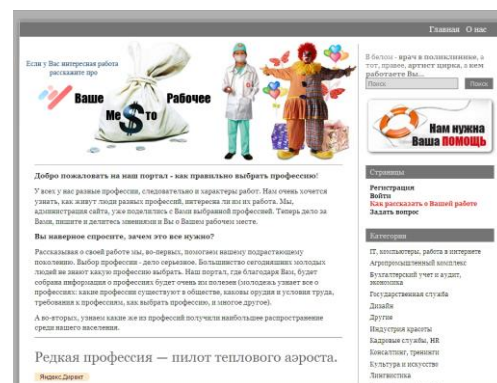 Главная О нас
Если у Вас интересная работа
расскажите про
Ваше
Рабочее
Ме$то
В белом - врач в поликлинике, а
тот, правее, артист цирка, а кем
работаете Вы...
Поиск
Поиск
Нам нужна
Ваша ПОМОЩЬ
Добро пожаловать на наш портал - как правильно выбрать профессию!
У всех у нас разные профессии, следовательно и характеры работ. Нам очень хочется
узнать, как живут люди разных профессий, интересна ли им их работа. Мы,
администрация сайта, уже поделились с Вами выбранной профессией. Теперь дело за
Вами, пишите и делитесь мнениями и Вы о Вашем рабочем месте.
Вы наверное спросите, зачем это все нужно?
Рассказывая о своей работе мы, во-первых, помогаем нашему подрастающему
поколению. Выбор профессии - дело серьезное. Большинство сегодняшних молодых
людей не знают какую профессию выбрать. Наш портал, где благодаря Вам, будет
собрана информация о профессиях будет очень им полезен (молодежь узнает все о
профессиях: какие профессии существуют в обществе, каковы орудия и условия труда,
требования к профессиям, как выбрать профессию, и многое другое).
А во-вторых, узнаем какие же из профессий получили наибольшее распространение
среди нашего населения.
Редкая профессия — пилот теплового аэроста.
Яндекс.Директ
Страницы
Регистрация
Войти
Как рассказать о Вашей работе
Задать вопрос
Категории
IT, компьютеры, работа в интернете
Агропромышленный комплекс
Бухгалтерский учет и аудит,
экономика
Государственная служба
Дизайн
Другие
Индустрия красоты
Кадровые службы, HR
Консалтинг, тренинги
Культура и искусство
Лингвистика